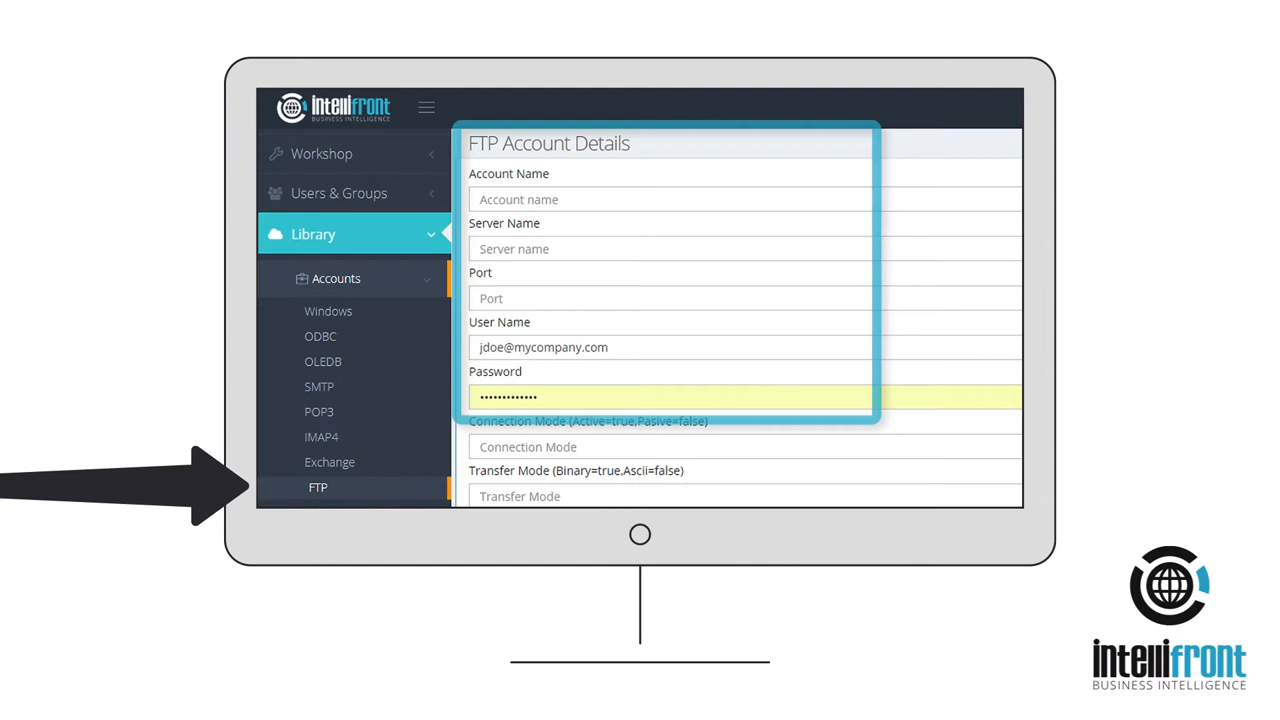 intellifront
BUSINESS INTELLIGENCE
Workshop
Users & Groups
Library
Accounts
Windows
ODBC
OLEDB
SMTP
POP3
IMAP4
Exchange
FTP
FTP Account Details
Account Name
Account name
Server Name
Server name
Port
Port
User Name
jdoe@mycompany.com
Password
•••••••••••••
Connection Mode (Active=true,Pasive=false)
Connection Mode
Transfer Mode (Binary=true,Ascii=false)
Transfer Mode
intellifront
BUSINESS INTELLIGENCE